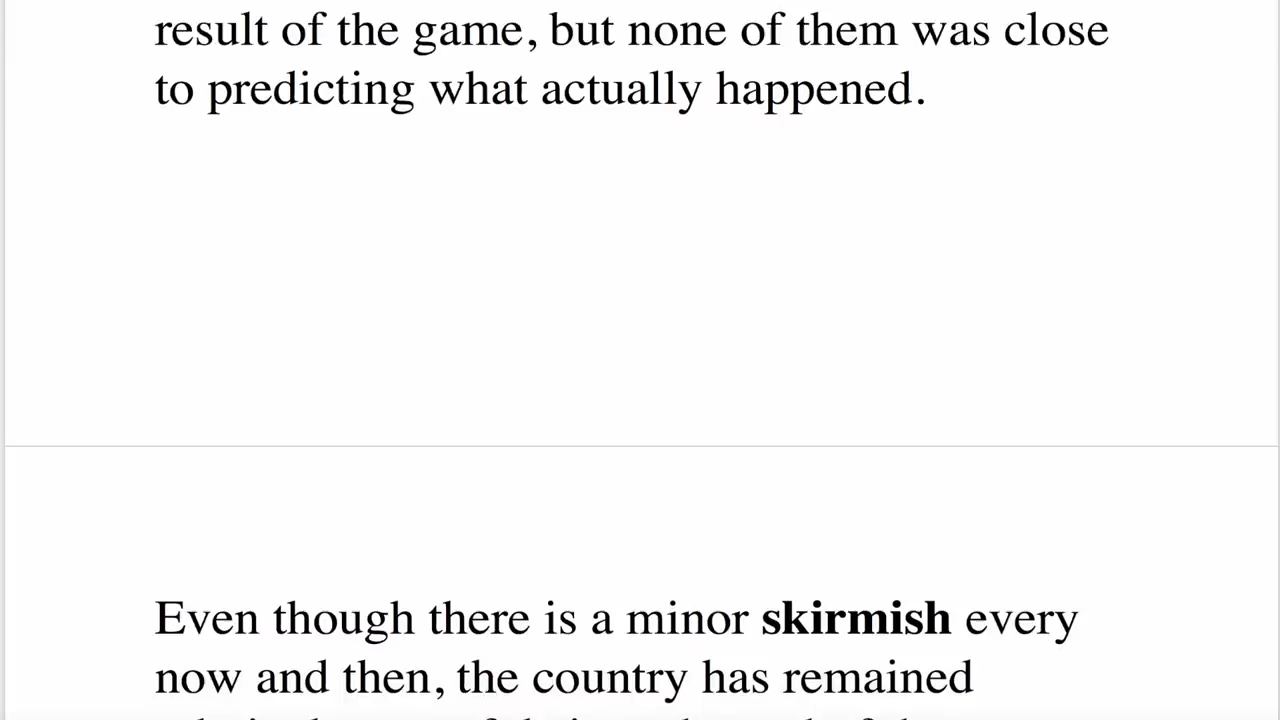 result of the game, but none of them was close
to predicting what actually happened.
Even though there is a minor skirmish every
now and then, the country has remained